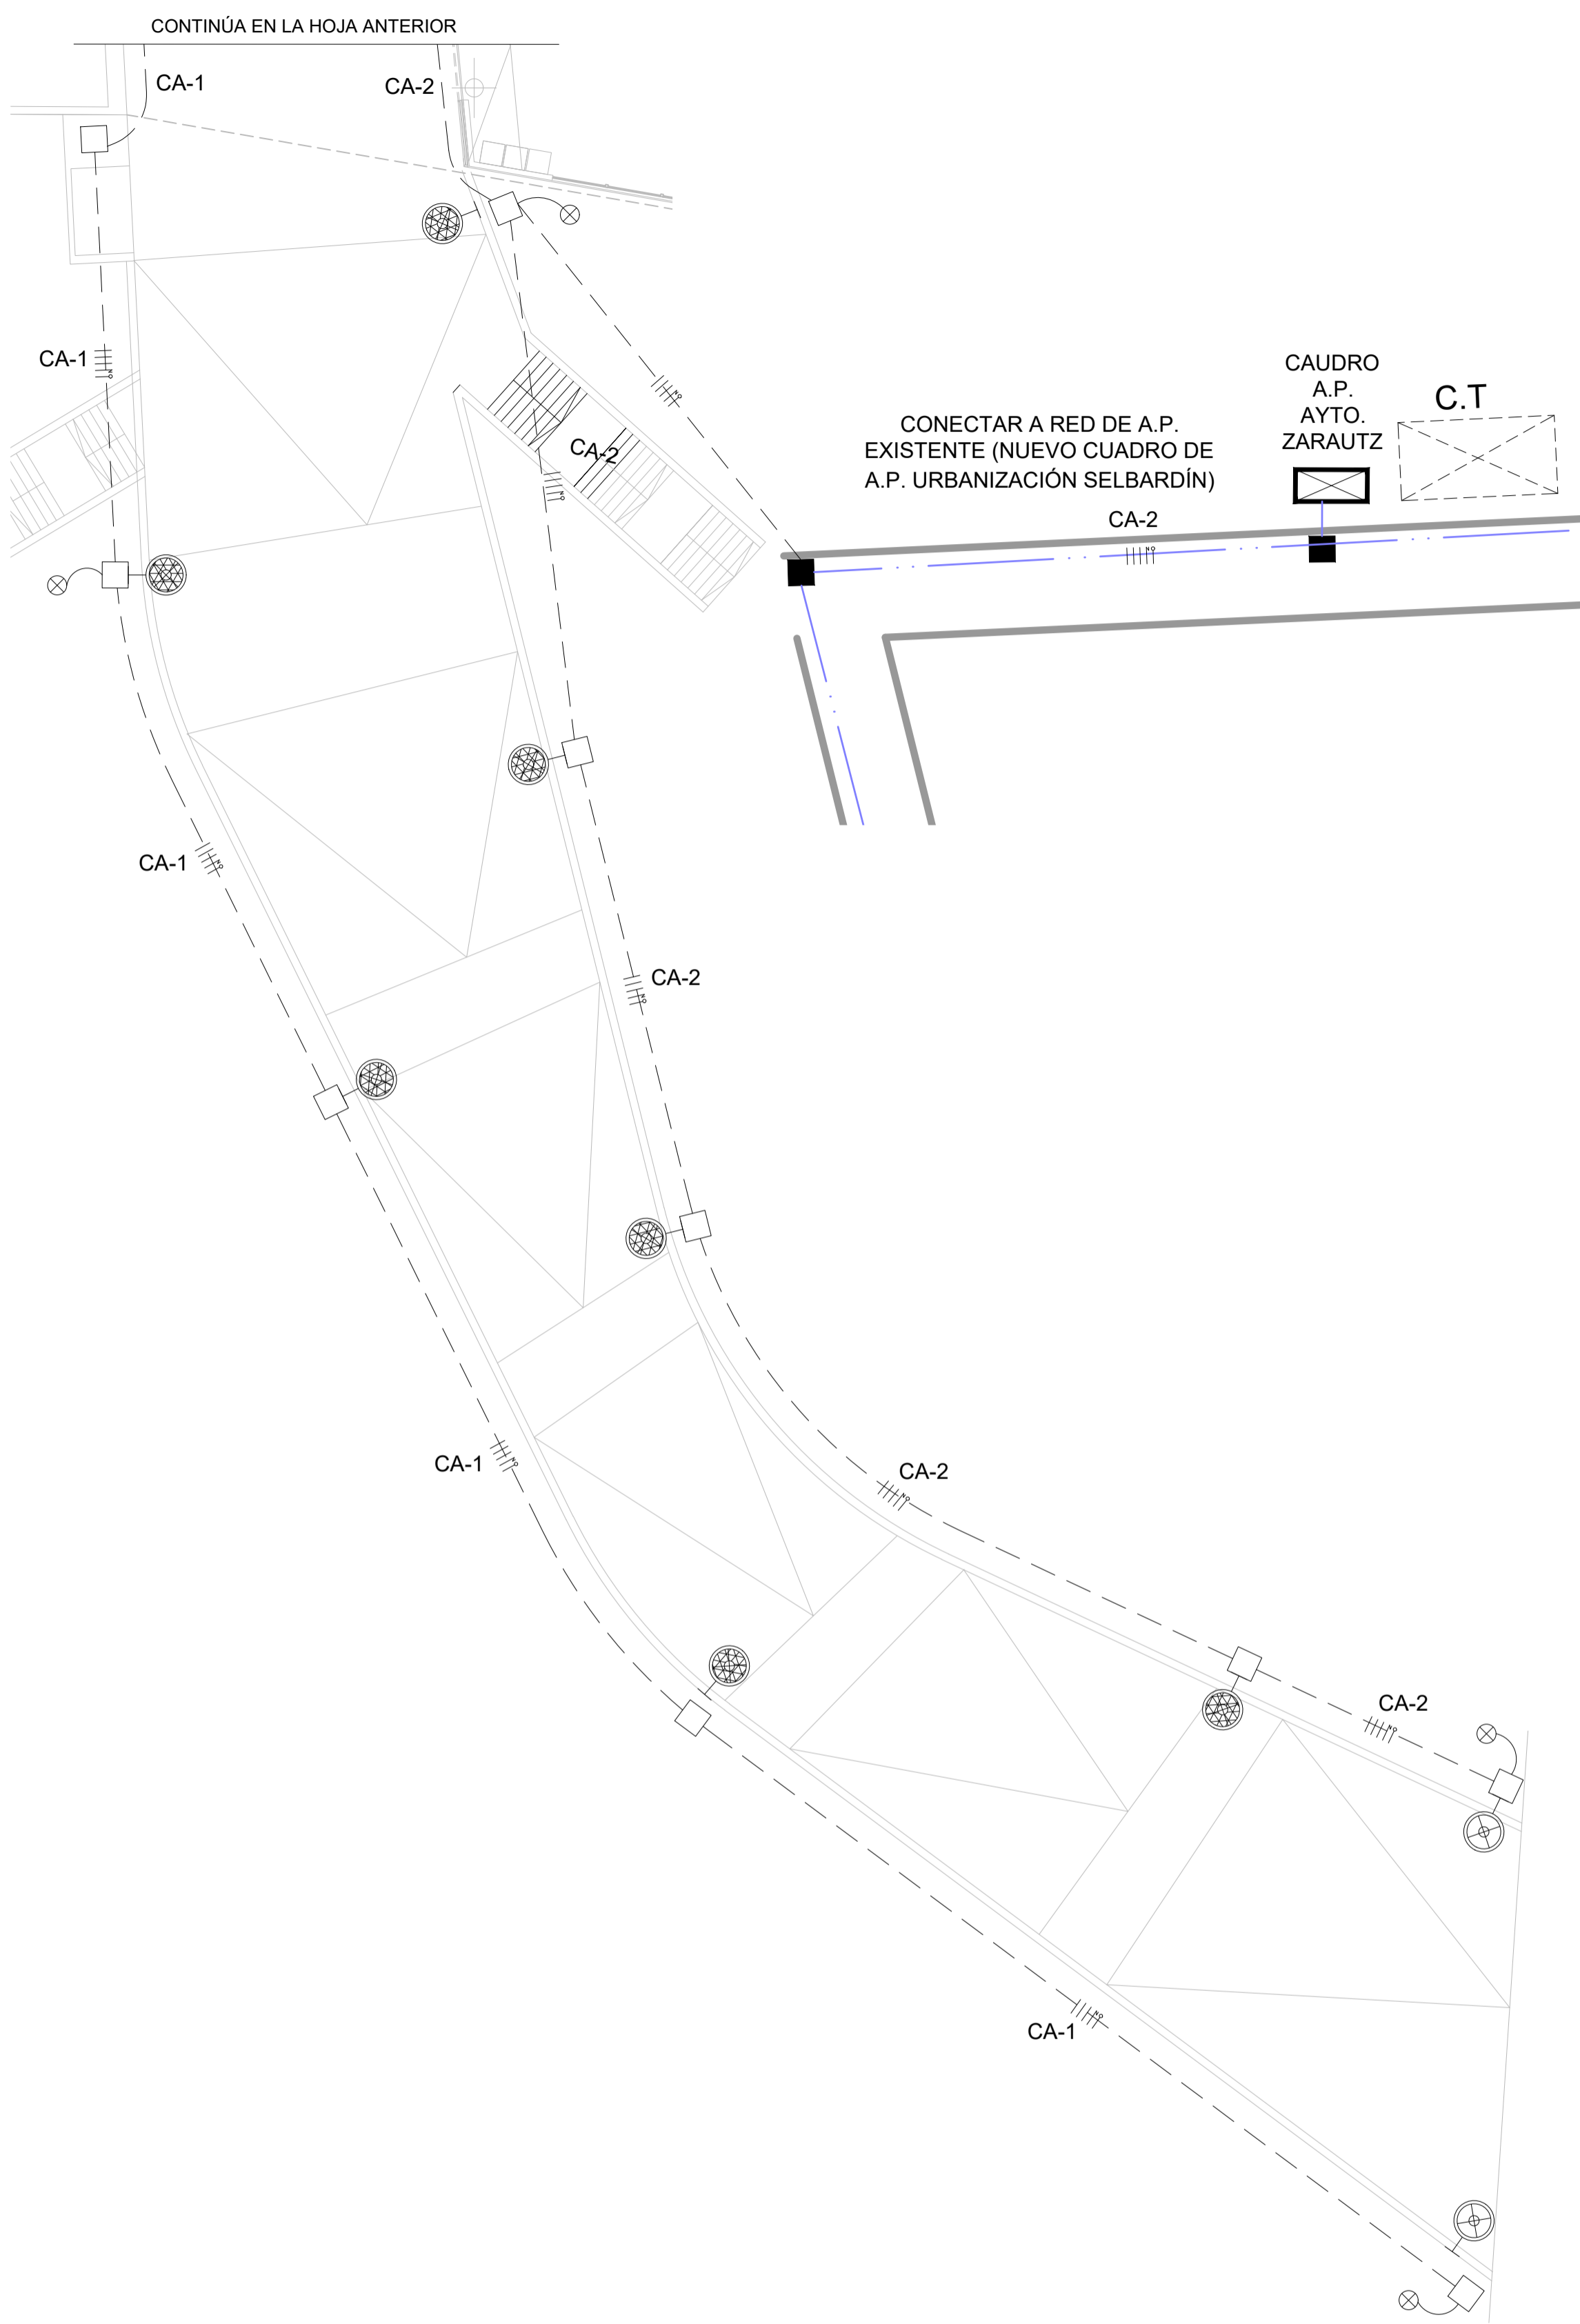 CONTINÚA EN LA HOJA ANTERIOR
CA-1
CA-2
CA-1
CAUDRO
A.P.
AYTO.
ZARAUTZ
C.T
CONECTAR A RED DE A.P.
EXISTENTE (NUEVO CUADRO DE
A.P. URBANIZACIÓN SELBARDÍN)
CA-2
CA-2
CA-1
CA-2
CA-1
CA-2
CA-2
CA-1